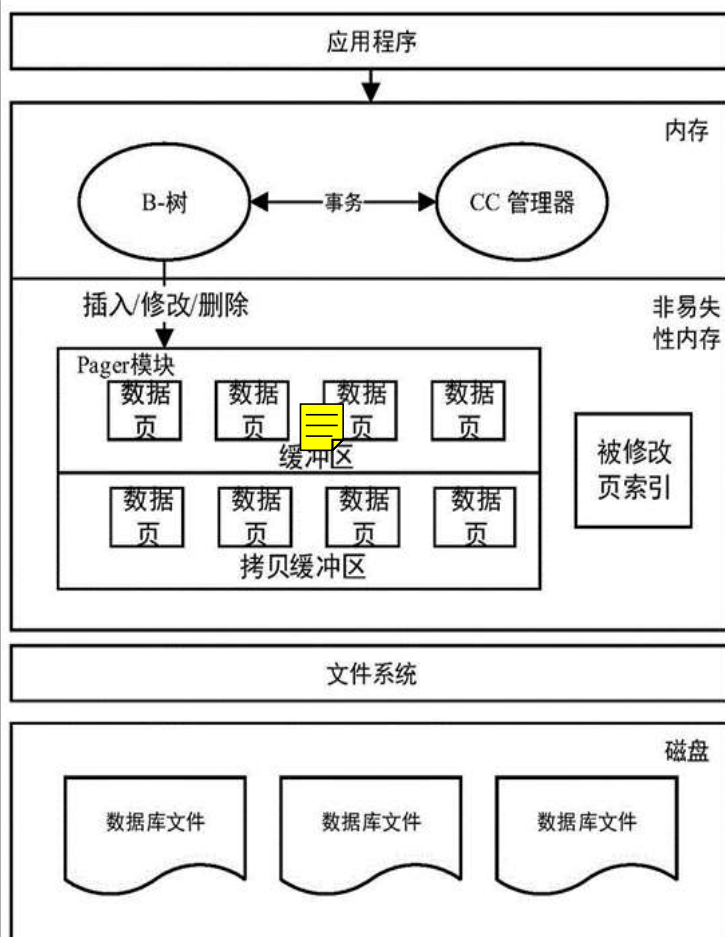 应用程序
内存
B-树
事务
CC 管理器
插入/修改/删除
非易失
性内存
Pager模块
数据
页
数据
页
数据
页
数据
页
缓冲区
被修改
页索引
数据
页
数据
页
数据
页
数据
页
拷贝缓冲区
文件系统
磁盘
数据库文件
数据库文件
数据库文件